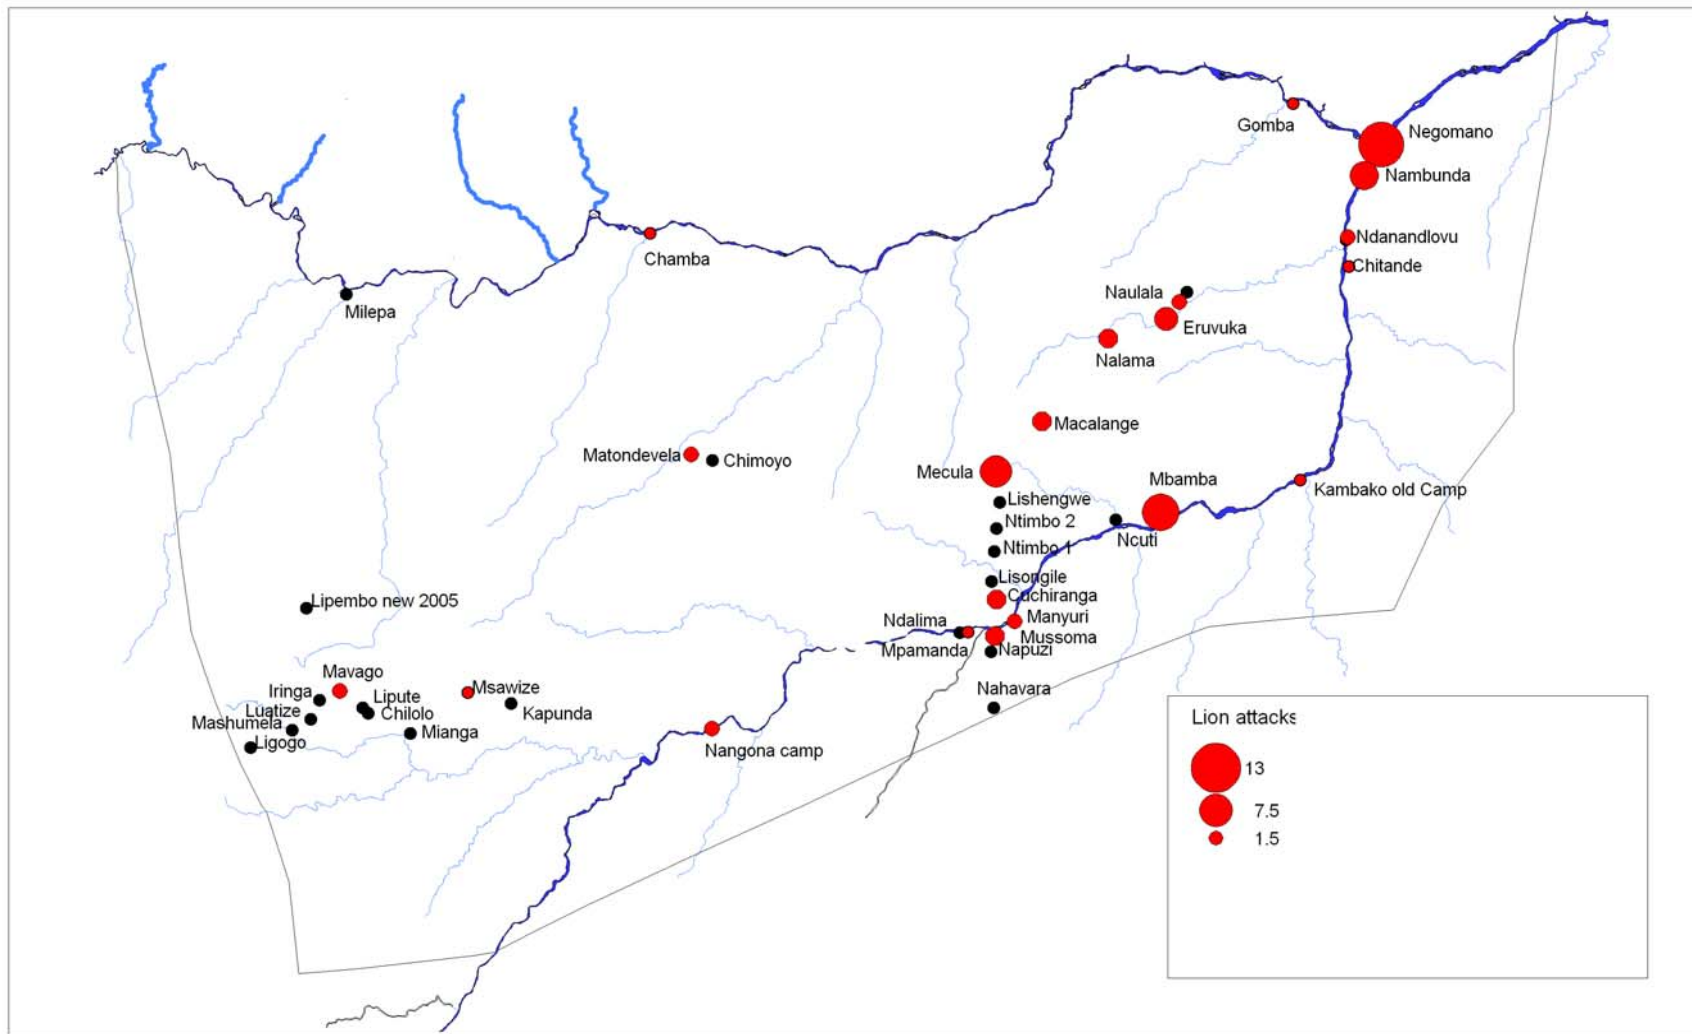 Gomba
Negomano
Nambunda
Ndanandlovu
Chamba
Chitande
Naulala
Milepa
Eruvuka
Nalama
Macalange
Matondevela
Chimoyo
Mecula
Mbamba
Kambako old Camp
Lishengwe
Ntimbo 2
Ncuti
Ntimbo 1
Lisongile
Cuchiranga
Lipembo new 2005
Ndalima
Manyuri
Mussoma
Mpamanda
Napuzi
Mavago
Iringa
Lipute
Msawize
Nahavara
Luatize
Chilolo
Kapunda
Mashumela
Mianga
Ligogo
Nangona camp
Lion attacks
13
7.5
1.5